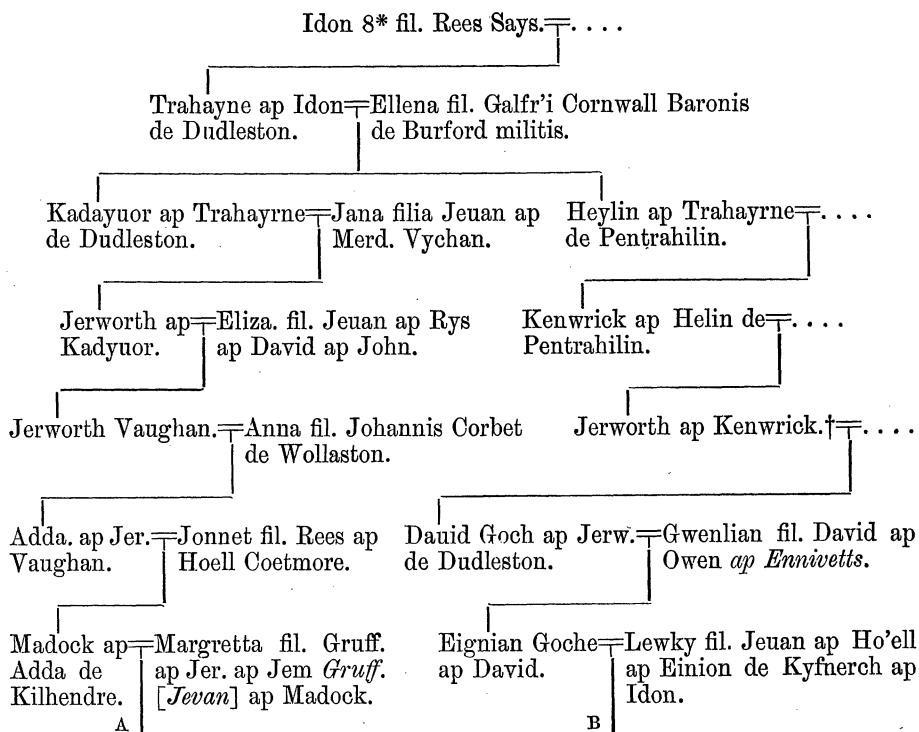 Idon 8* fil. Rees Says.=. . . .
Trahayne ap Idon=Ellena fil. Galfr'i Cornwall Baronis
de Dudleston. de Burford militis.
Kadayuor ap Trahayrne=Jana filia Jeuan ap
de Dudleston. Merd. Vychan.
Heylin ap Trahayrne=. . . .
de Pentrahilin.
Jerworth ap=Eliza. fil. Jeuan ap Rys
Kadyuor. ap David ap John.
Kenwrick ap Helin de=. . . .
Pentrahilin.
Jerworth Vaughan.=Anna fil. Johannis Corbet
de Wollaston.
Jerworth ap Kenwrick.†=. . . .
Adda. ap Jer.=Jonnet fil. Rees ap
Vaughan. Hoell Coetmore.
Dauid Goch ap Jerw.=Gwenlian fil. David ap
de Dudleston. Owen ap Ennivetts.
Madock ap=Margretta fil. Gruff.
Adda de ap Jer. ap Jem Gruff.
Kilhendre. [Jevan] ap Madock.
A
Eignian Goche=Lewky fil. Jeuan ap Ho'ell
ap David. ap Einion de Kyfnerch ap
Idon.
B